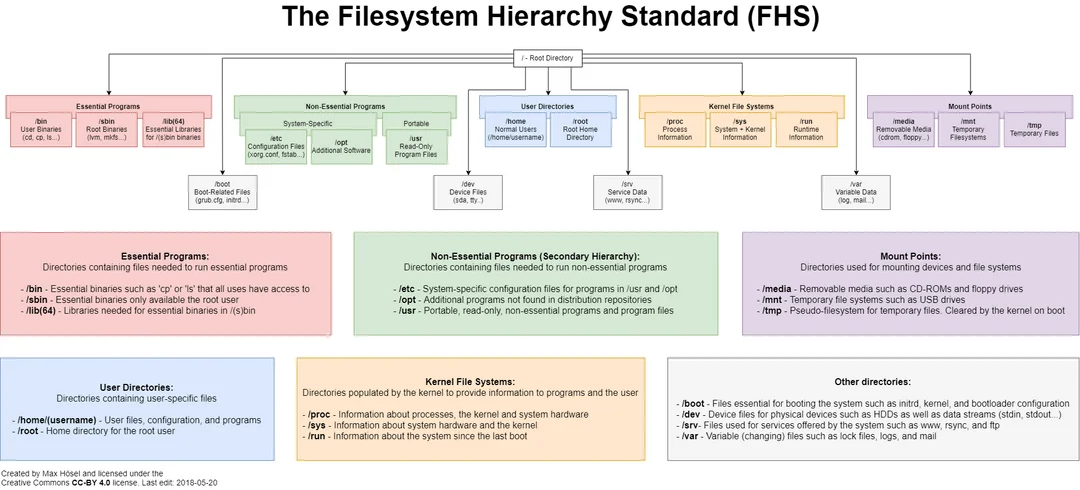 The Filesystem Hierarchy Standard (FHS)
/ - Root Directory
Essential Programs
/bin
User Binaries
(cd, cp, ls...)
/sbin
Root Binaries
(lvm, mkfs...)
/lib(64)
Essential Libraries
for /(s)bin binaries
Non-Essential Programs
System-Specific
Portable
/etc
Configuration Files
(xorg.conf, fstab...)
/opt
Additional Software
/usr
Read-Only
Program Files
User Directories
/home
Normal Users
(/home/username)
/root
Root Home
Directory
Kernel File Systems
/proc
Process
Information
/sys
System + Kernel
Information
/run
Runtime
Information
Mount Points
/media
Removable Media
(cdrom, floppy...)
/mnt
Temporary
Filesystems
/tmp
Temporary Files
/boot
Boot-Related Files
(grub.cfg, initrd...)
/dev
Device Files
(sda, tty..)
/srv
Service Data
(www, rsync...)
/var
Variable Data
(log, mail...)
Essential Programs:
Directories containing files needed to run essential programs
- /bin - Essential binaries such as 'cp' or 'ls' that all uses have access to
- /sbin - Essential binaries only available the root user
- /lib(64) - Libraries needed for essential binaries in /(s)bin
Non-Essential Programs (Secondary Hierarchy):
Directories containing files needed to run non-essential programs
- /etc - System-specific configuration files for programs in /usr and /opt
- /opt - Additional programs not found in distribution repositories
- /usr - Portable, read-only, non-essential programs and program files
Mount Points:
Directories used for mounting devices and file systems
- /media - Removable media such as CD-ROMs and floppy drives
- /mnt - Temporary file systems such as USB drives
- /tmp - Pseudo-filesystem for temporary files. Cleared by the kernel on boot
User Directories:
Directories containing user-specific files
- /home/(username) - User files, configuration, and programs
- /root - Home directory for the root user
Kernel File Systems:
Directories populated by the kernel to provide information to programs and the user
- /proc - Information about processes, the kernel and system hardware
- /sys - Information about system hardware and the kernel
- /run - Information about the system since the last boot
Other directories:
- /boot - Files essential for booting the system such as initrd, kernel, and bootloader configuration
- /dev - Device files for physical devices such as HDDs as well as data streams (stdin, stdout...)
- /srv- Files used for services offered by the system such as www, rsync, and ftp
- /var - Variable (changing) files such as lock files, logs, and mail
Created by Max Hösel and licensed under the
Creative Commons CC-BY 4.0 license. Last edit: 2018-05-20